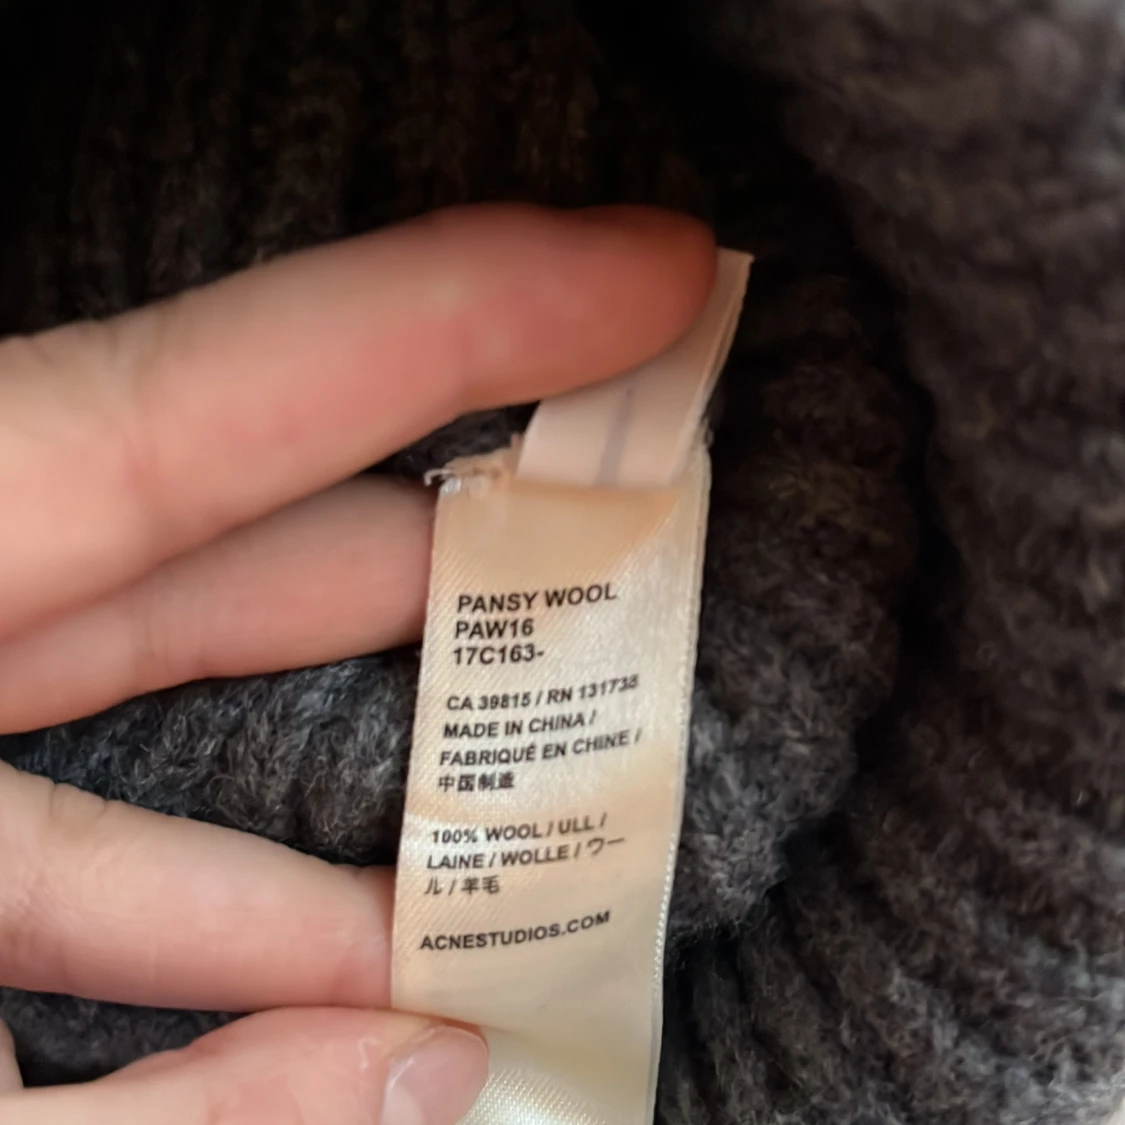 PANSY WOOL
PAW16
17C163-
CA 39815 / RN 131735
MADE IN CHINA /
FABRIQUÉ EN CHINE /
中国制造
100% WOOL / ULL /
LAINE / WOLLE / ウー
ル / 羊毛
ACNESTUDIOS.COM